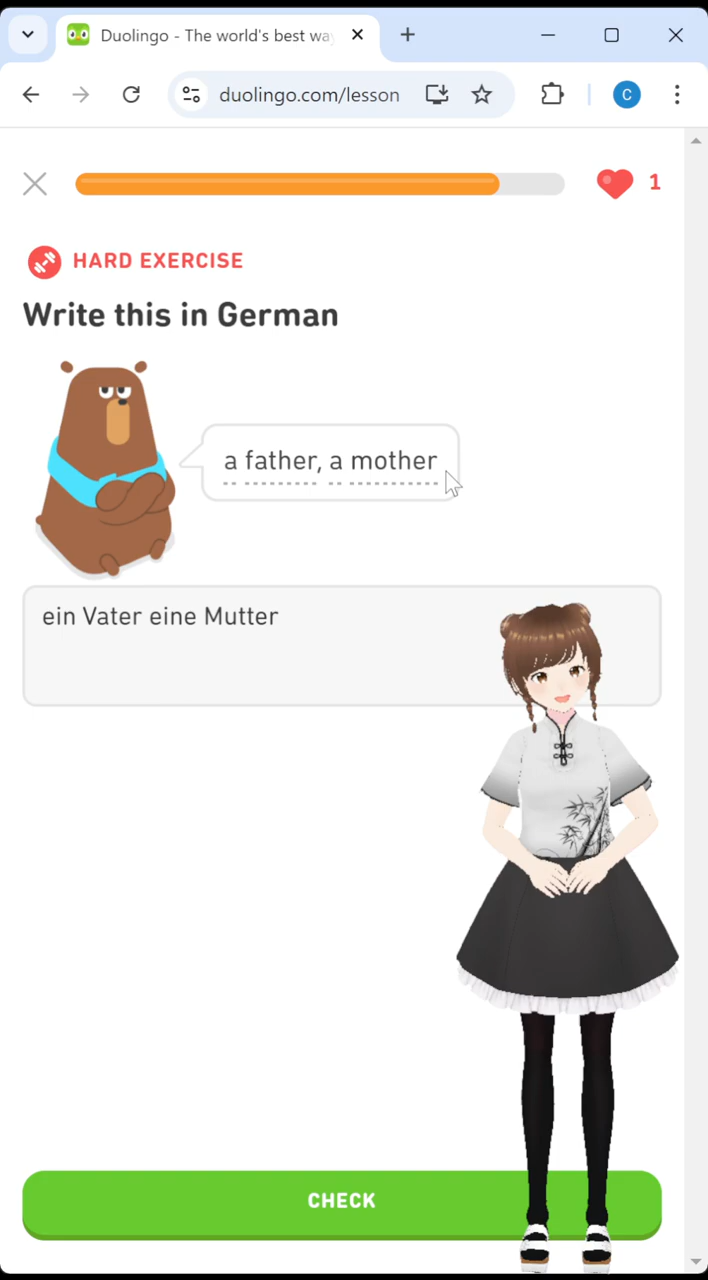 Duolingo - The world's best wa
duolingo.com/lesson
C
1
HARD EXERCISE
Write this in German
a father, a mother
ein Vater eine Mutter
CHECK